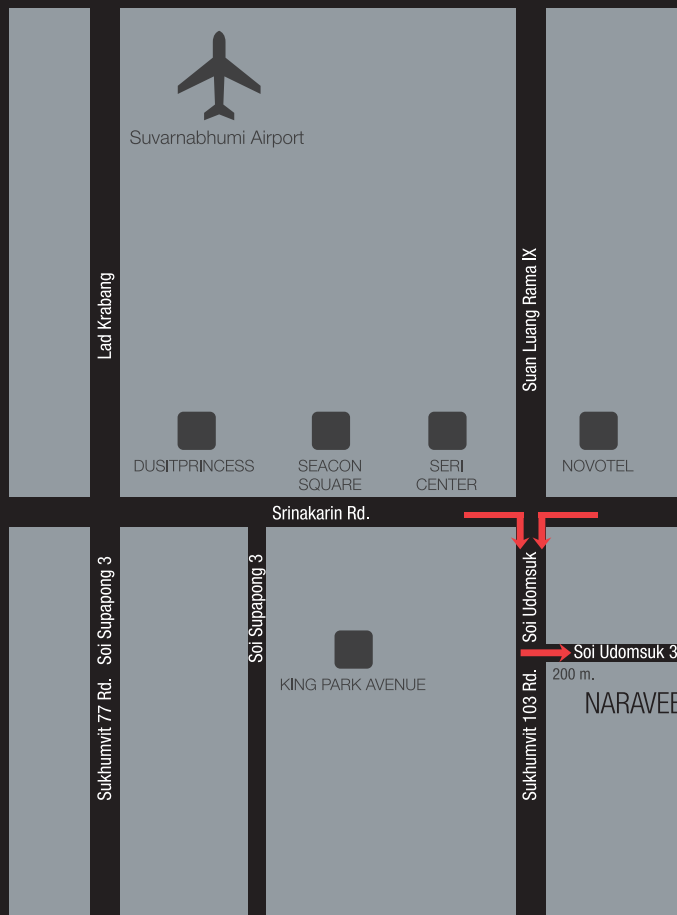 Suvarnabhumi Airport
Lad Krabang
Suan Luang Rama IX
DUSITPRINCESS
SEACON
SQUARE
SERI
CENTER
NOVOTEL
Srinakarin Rd.
Sukhumvit 77 Rd. Soi Supapong 3
Soi Supapong 3
Sukhumvit 103 Rd. Soi Udomsuk
Soi Udomsuk 3
200 m.
KING PARK AVENUE